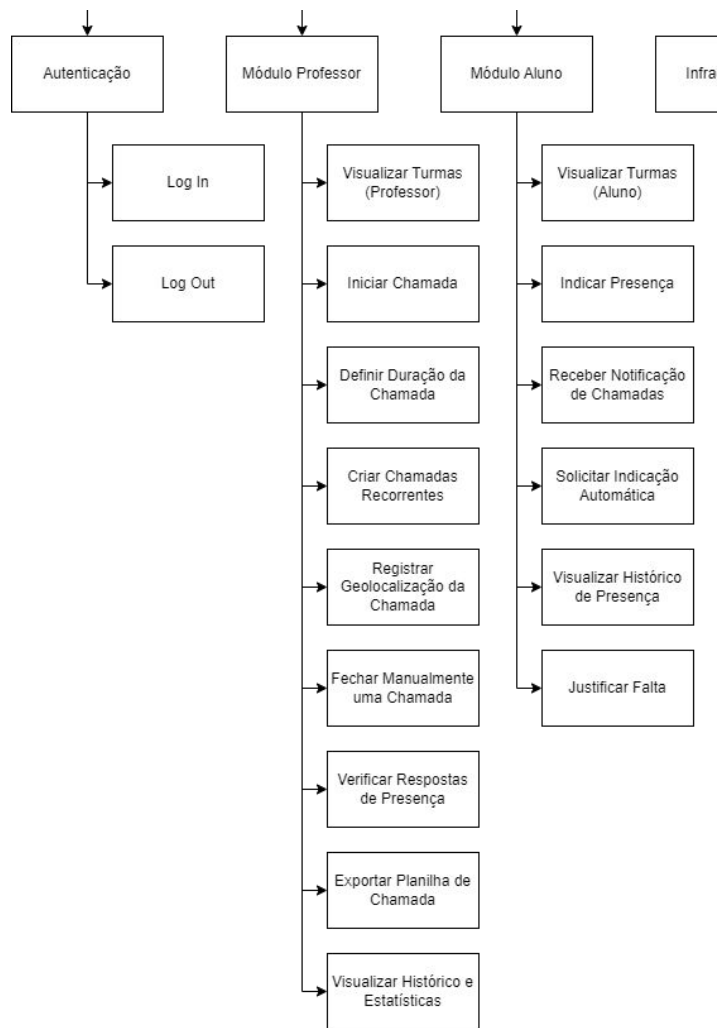 Autenticação
Log In
Log Out
Módulo Professor
Visualizar Turmas
(Professor)
Iniciar Chamada
Definir Duração da
Chamada
Criar Chamadas
Recorrentes
Registrar
Geolocalização da
Chamada
Fechar Manualmente
uma Chamada
Verificar Respostas
de Presença
Exportar Planilha de
Chamada
Visualizar Histórico e
Estatísticas
Módulo Aluno
Visualizar Turmas
(Aluno)
Indicar Presença
Receber Notificação
de Chamadas
Solicitar Indicação
Automática
Visualizar Histórico
de Presença
Justificar Falta
Infra